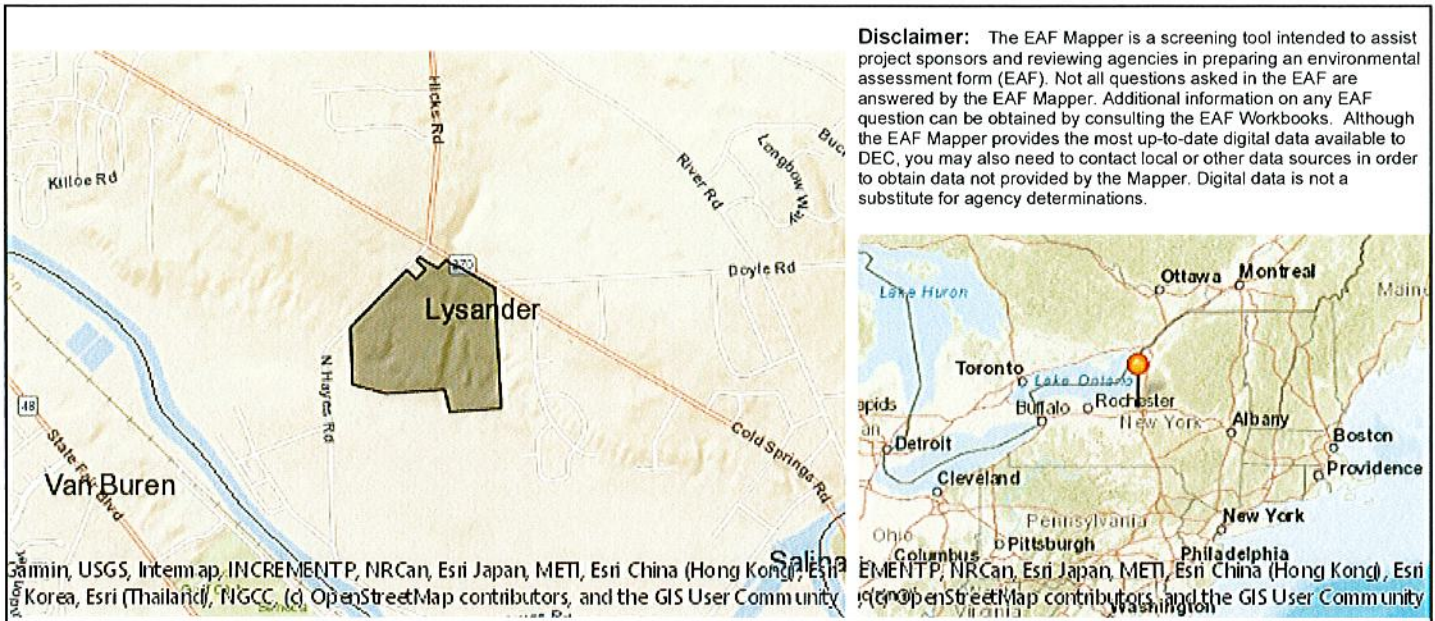 Disclaimer: The EAF Mapper is a screening tool intended to assist
project sponsors and reviewing agencies in preparing an environmental
assessment form (EAF). Not all questions asked in the EAF are
answered by the EAF Mapper. Additional information on any EAF
question can be obtained by consulting the EAF Workbooks. Although
the EAF Mapper provides the most up-to-date digital data available to
DEC, you may also need to contact local or other data sources in order
to obtain data not provided by the Mapper. Digital data is not a
substitute for agency determinations.
Hicks Rd
Killoe Rd
River Rd
Longbow Way
Buc
370
Doyle Rd
Lysander
N Hayes Rd
48
State Fair Blvd
Van Buren
Cold Springs Rd
Salina
Garmin, USGS, Intermap, INCREMENT P, NRCan, Esri Japan, METI, Esri China (Hong Kong), Esri
Korea, Esri (Thailand), NGCC, (c) OpenStreetMap contributors, and the GIS User Community
Ottawa
Montreal
Maine
Lake Huron
Toronto
Lake Ontario
apids
Buffalo
Rochester
New York
Albany
an
Detroit
Boston
Providence
Cleveland
Pennsylvania
New York
Ohio
Columbus
Pittsburgh
Philadelphia
EMENT P, NRCan, Esri Japan, METI, Esri China (Hong Kong), Esri
(c) OpenStreetMap contributors, and the GIS User Community
Virginia
Washington